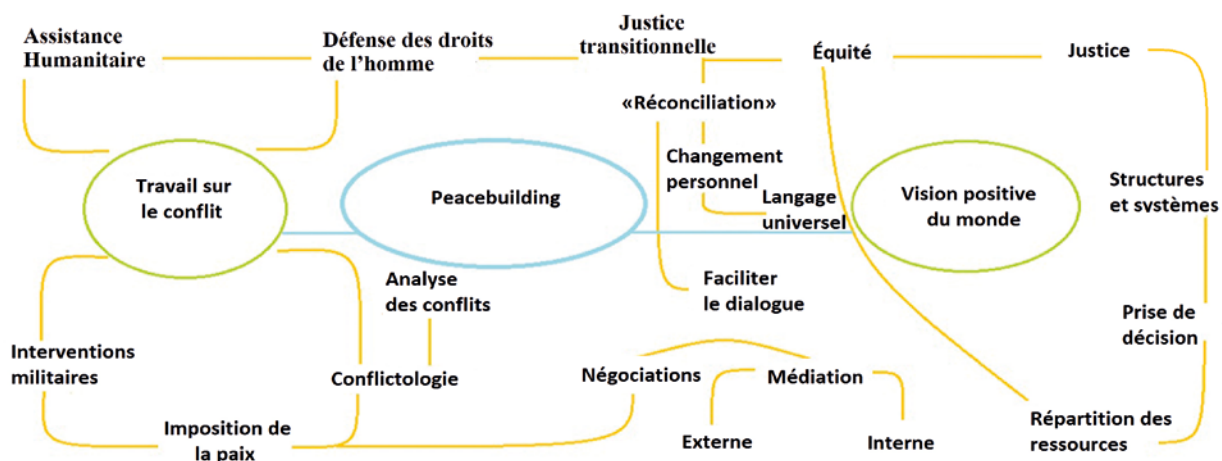 Assistance
Humanitaire
Défense des droits
de l’homme
Justice
transitionnelle
Équité
Justice
«Réconciliation»
Travail sur
le conflit
Peacebuilding
Changement
personnel
Langage
universel
Vision positive
du monde
Structures
et systèmes
Analyse
des conflits
Faciliter
le dialogue
Prise de
décision
Interventions
militaires
Conflictologie
Négociations
Médiation
Imposition de
la paix
Externe
Interne
Répartition des
ressources